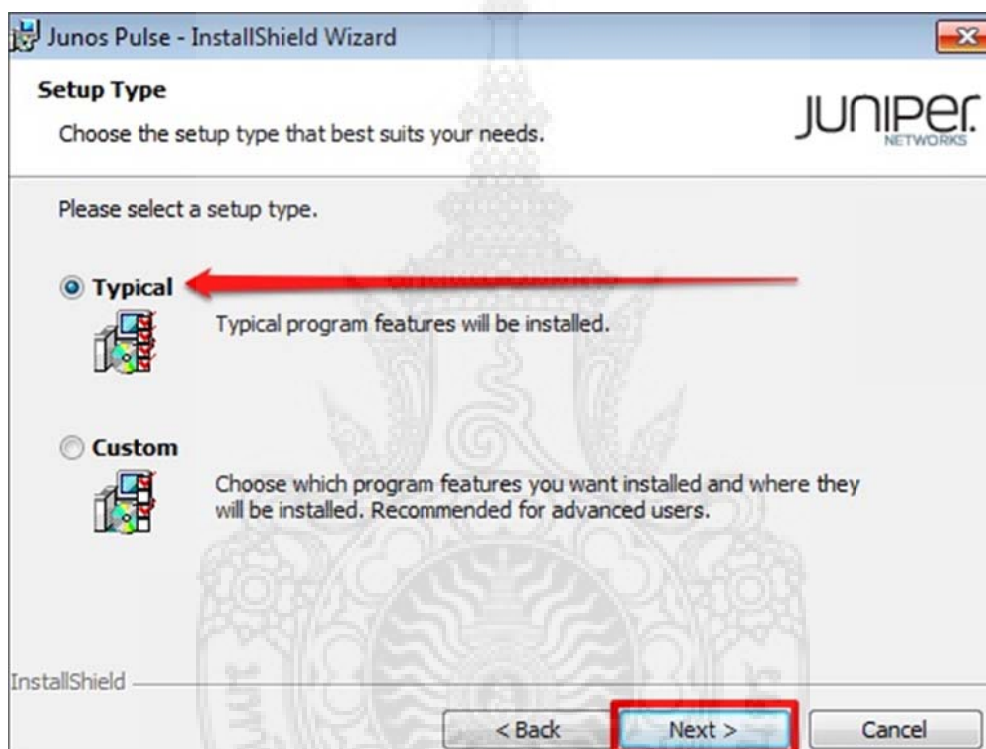 Junos Pulse - InstallShield Wizard
Setup Type
Choose the setup type that best suits your needs.
JUNIPER
NETWORKS
Please select a setup type.
Typical
Typical program features will be installed.
Custom
Choose which program features you want installed and where they
will be installed. Recommended for advanced users.
InstallShield
< Back
Next >
Cancel